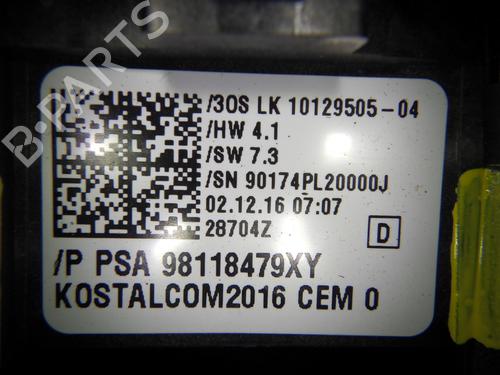 B-PARTS
/3OS LK 10129505-04
/HW 4.1
/SW 7.3
/SN 90174PL20000J
02.12.16 07:07
28704Z
D
/P PSA 98118479XY
KOSTALCOM2016 CEM 0